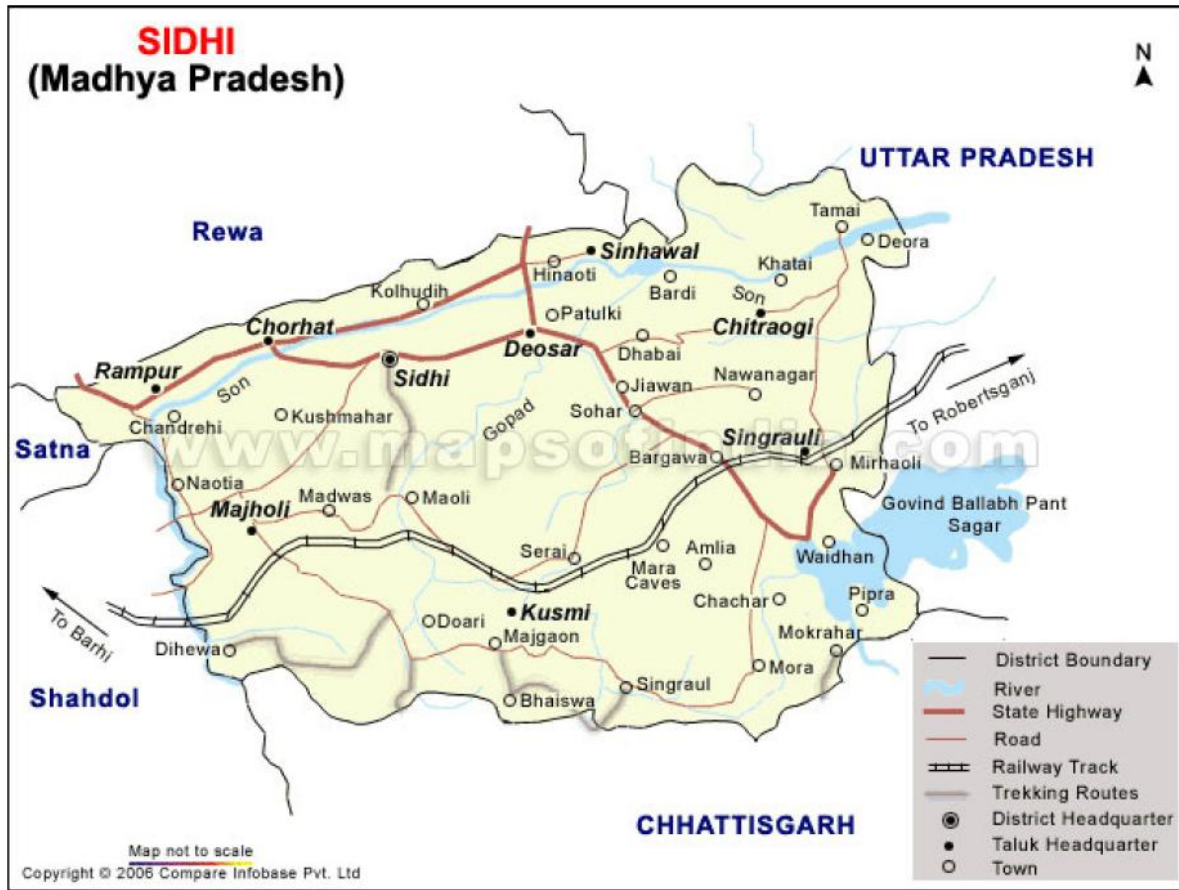 SIDHI
(Madhya Pradesh)
N
UTTAR PRADESH
Tamai
Deora
Rewa
Sinhawal
Hinaoti
Khatai
Bardi
Kolhudih
Son
Patulki
Chitraogi
Chorhat
Deosar
Dhabai
Rampur
Sidhi
Jiawan
Nawanagar
Son
To Robertsganj
Kushmahar
Gopad
Sohar
Chandrehi
www.mapsofindia.com
Satna
Singrauli
Bargawa
Mirhaoli
Naotia
Madwas
Maoli
Govind Ballabh Pant
Sagar
Majholi
Serai
Mara
Caves
Amlia
Waidhan
Chachar
Pipra
Kusmi
To Barhi
Doari
Majgaon
Mokrahar
Dihewa
Mora
Singraul
Shahdol
Bhaiswa
CHHATTISGARH
District Boundary
River
State Highway
Road
Railway Track
Trekking Routes
District Headquarter
Taluk Headquarter
Town
Map not to scale
Copyright © 2006 Compare Infobase Pvt. Ltd